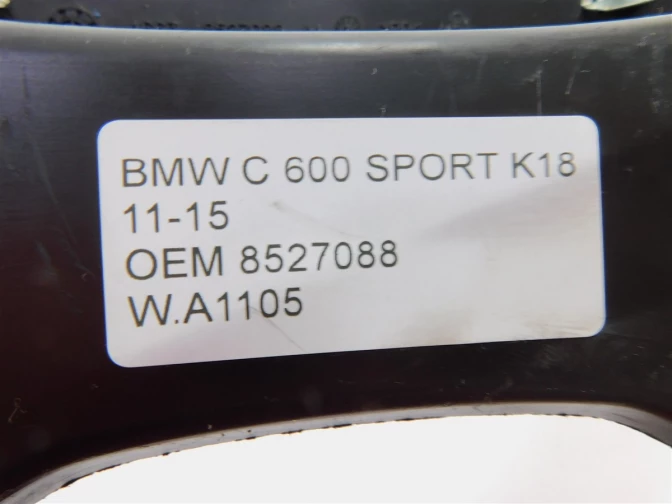 BMW C 600 SPORT K18
11-15
OEM 8527088
W.A1105